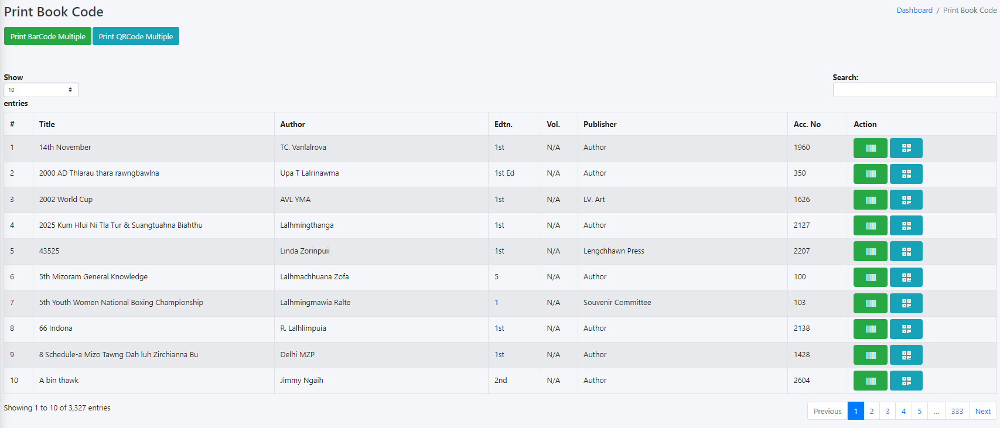 Print Book Code
Dashboard / Print Book Code
Print BarCode Multiple Print QRCode Multiple
Show
10
entries
Search:
# Title Author Edtn. Vol. Publisher Acc. No Action
1 14th November TC. Vanlalrova 1st N/A Author 1960
2 2000 AD Thlarau thara rawngbawlna Upa T Lalrinawma 1st Ed N/A Author 350
3 2002 World Cup AVL YMA 1st N/A LV. Art 1626
4 2025 Kum Hlui Ni Tla Tur & Suangtuahna Biahthu Lalhmingthanga 1st N/A Author 2127
5 43525 Linda Zorinpuii 1st N/A Lengchhawn Press 2207
6 5th Mizoram General Knowledge Lalhmachhuana Zofa 5 N/A Author 100
7 5th Youth Women National Boxing Championship Lalhmingmawia Ralte 1 N/A Souvenir Committee 103
8 66 Indona R. Lalhlimpuia 1st N/A Author 2138
9 8 Schedule-a Mizo Tawng Dah luh Zirchianna Bu Delhi MZP 1st N/A Author 1428
10 A bin thawk Jimmy Ngaih 2nd N/A Author 2604
Showing 1 to 10 of 3,327 entries
Previous 1 2 3 4 5 ... 333 Next